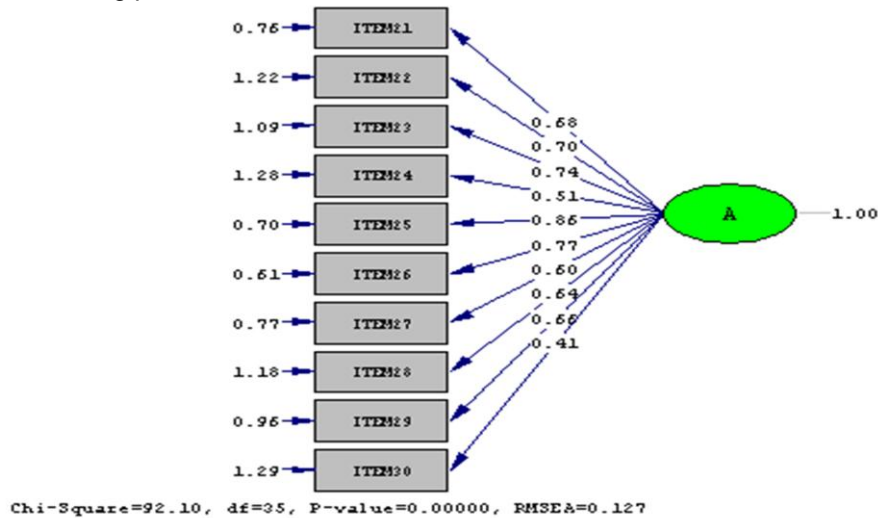 0.76 ITEM21
1.22 ITEM22
1.09 ITEM23
1.28 ITEM24
0.70 ITEM25
0.61 ITEM26
0.77 ITEM27
1.18 ITEM28
0.96 ITEM29
1.29 ITEM30
0.68
0.70
0.74
0.51
0.86
0.77
0.60
0.64
0.66
0.41
A
1.00
Chi-Square=92.10, df=35, P-value=0.00000, RMSEA=0.127